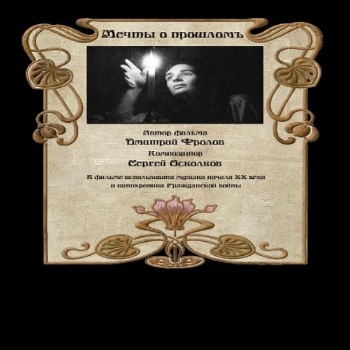 Мечты о прошломъ
Автор фильма
Дмитрий Фролов
Композитор
Сергей Осколков
В фильме использована музыка начала XX века
и кинохроника Гражданской войны